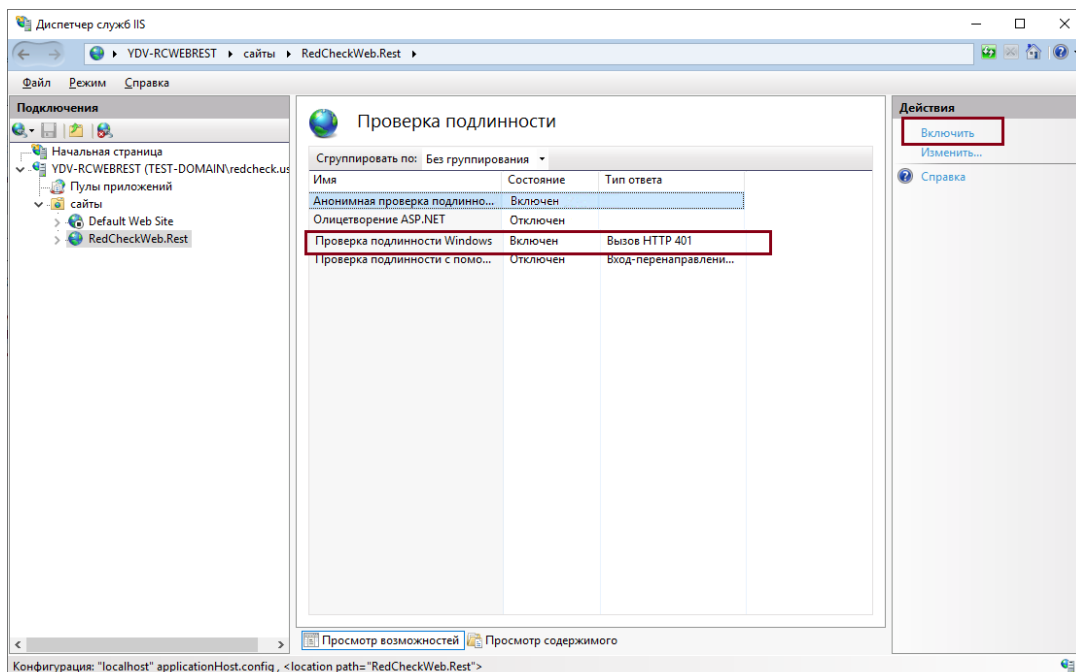 Диспетчер служб IIS
YDV-RCWEBREST сайты RedCheckWeb.Rest
Файл Режим Справка
Подключения
Начальная страница
YDV-RCWEBREST (TEST-DOMAIN\redcheck.us
Пулы приложений
сайты
Default Web Site
RedCheckWeb.Rest
Проверка подлинности
Сгруппировать по: Без группирования
Имя Состояние Тип ответа
Анонимная проверка подлинно... Включен
Олицетворение ASP.NET Отключен
Проверка подлинности Windows Включен Вызов HTTP 401
Проверка подлинности с помо... Отключен Вход-перенаправлени...
Просмотр возможностей Просмотр содержимого
Действия
Включить
Изменить...
Справка
Конфигурация: "localhost" applicationHost.config , <location path="RedCheckWeb.Rest">